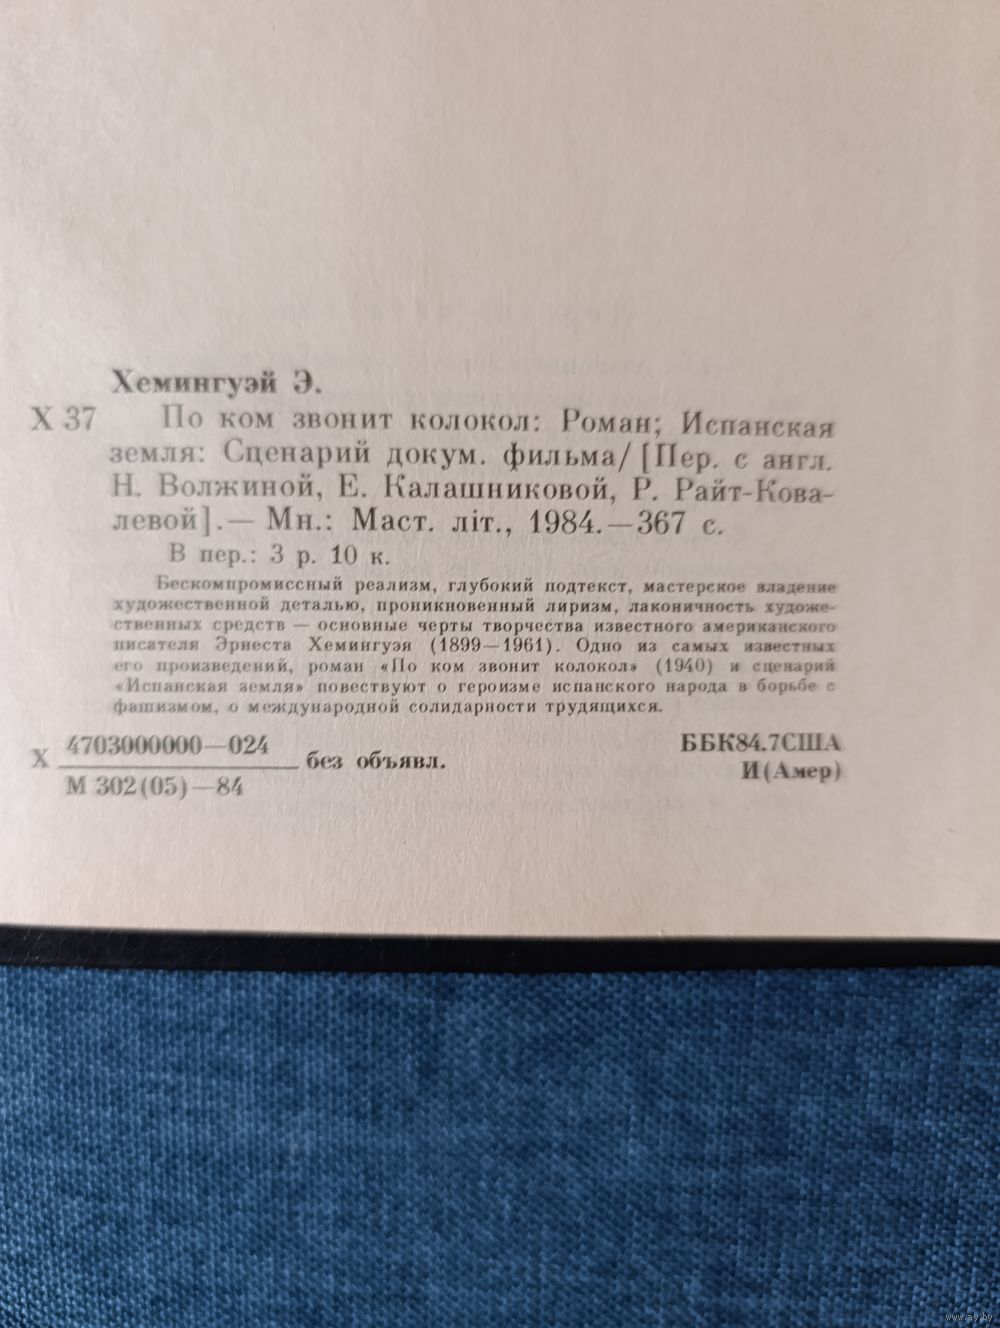 Хемингуэй Э.
Х 37 По ком звонит колокол: Роман; Испанская
земля: Сценарий докум. фильма/[Пер. с англ.
Н. Волжиной, Е. Калашниковой, Р. Райт-Кова-
левой].— Мн.: Маст. літ., 1984.—367 с.
В пер.: 3 р. 10 к.
Бескомпромиссный реализм, глубокий подтекст, мастерское владение
художественной деталью, проникновенный лиризм, лаконичность художе-
ственных средств — основные черты творчества известного американского
писателя Эрнеста Хемингуэя (1899—1961). Одно из самых известных
его произведений, роман «По ком звонит колокол» (1940) и сценарий
«Испанская земля» повествуют о героизме испанского народа в борьбе с
фашизмом, о международной солидарности трудящихся.
Х 4703000000—024 без объявл.
М 302(05)—84
ББК84.7США
И(Амер)
www.ay.by